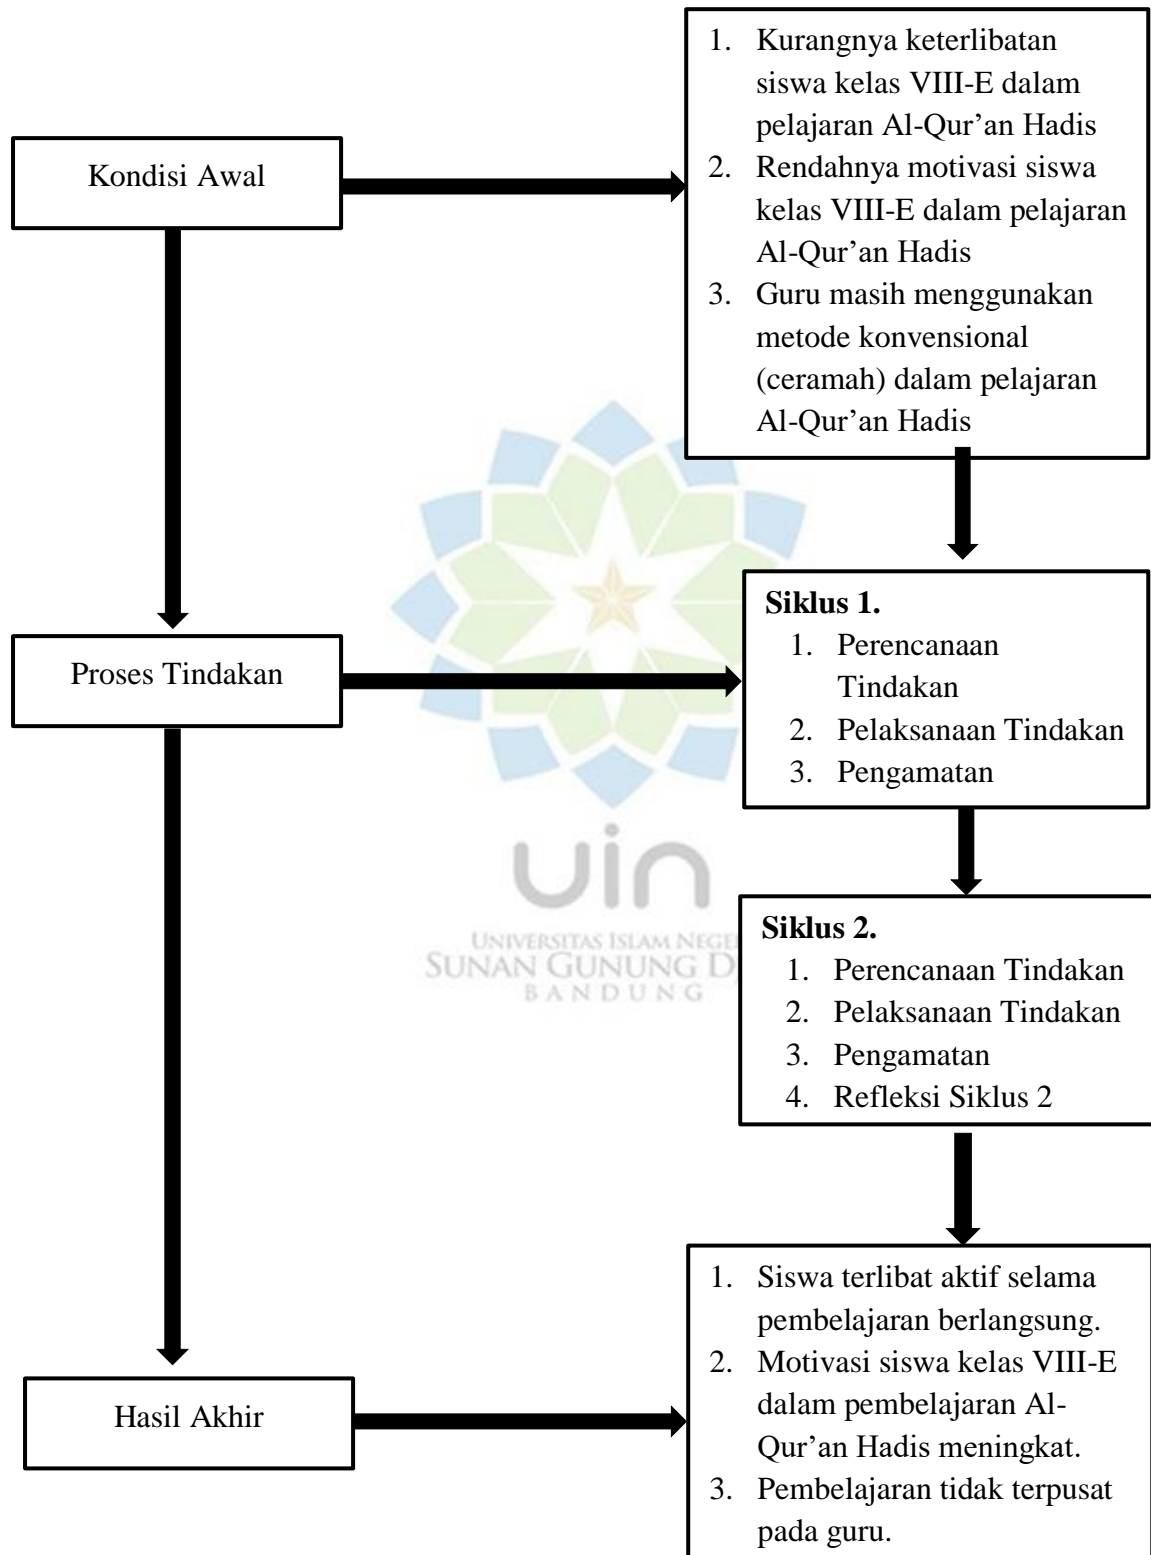 1. Kurangnya keterlibatan
siswa kelas VIII-E dalam
pelajaran Al-Qur’an Hadis
2. Rendahnya motivasi siswa
kelas VIII-E dalam pelajaran
Al-Qur’an Hadis
3. Guru masih menggunakan
metode konvensional
(ceramah) dalam pelajaran
Al-Qur’an Hadis
Kondisi Awal
Siklus 1.
1. Perencanaan
Tindakan
2. Pelaksanaan Tindakan
3. Pengamatan
Proses Tindakan
uin
UNIVERSITAS ISLAM NEGE
SUNAN GUNUNG D
BANDUNG
Siklus 2.
1. Perencanaan Tindakan
2. Pelaksanaan Tindakan
3. Pengamatan
4. Refleksi Siklus 2
Hasil Akhir
1. Siswa terlibat aktif selama
pembelajaran berlangsung.
2. Motivasi siswa kelas VIII-E
dalam pembelajaran Al-
Qur’an Hadis meningkat.
3. Pembelajaran tidak terpusat
pada guru.